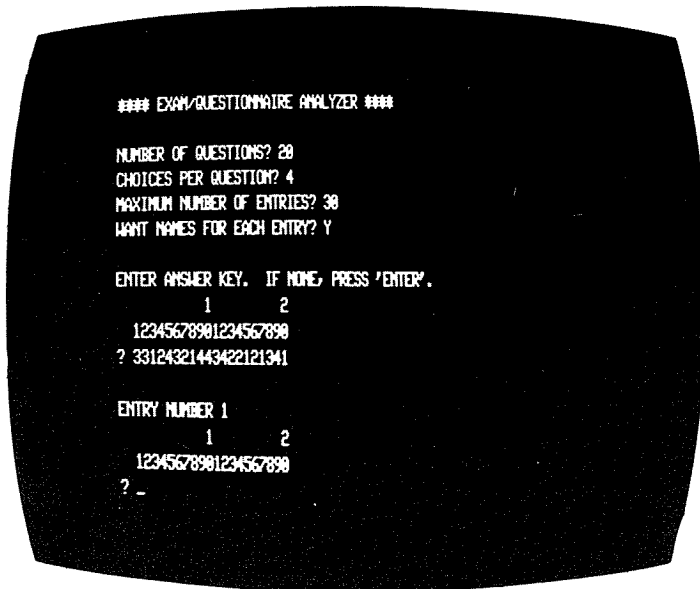 #### EXAM/QUESTIONNAIRE ANALYZER ####
NUMBER OF QUESTIONS? 20
CHOICES PER QUESTION? 4
MAXIMUM NUMBER OF ENTRIES? 30
WANT NAMES FOR EACH ENTRY? Y
ENTER ANSWER KEY. IF NONE, PRESS 'ENTER'.
1 2
12345678901234567890
? 33124321443422121341
ENTRY NUMBER 1
1 2
12345678901234567890
? _